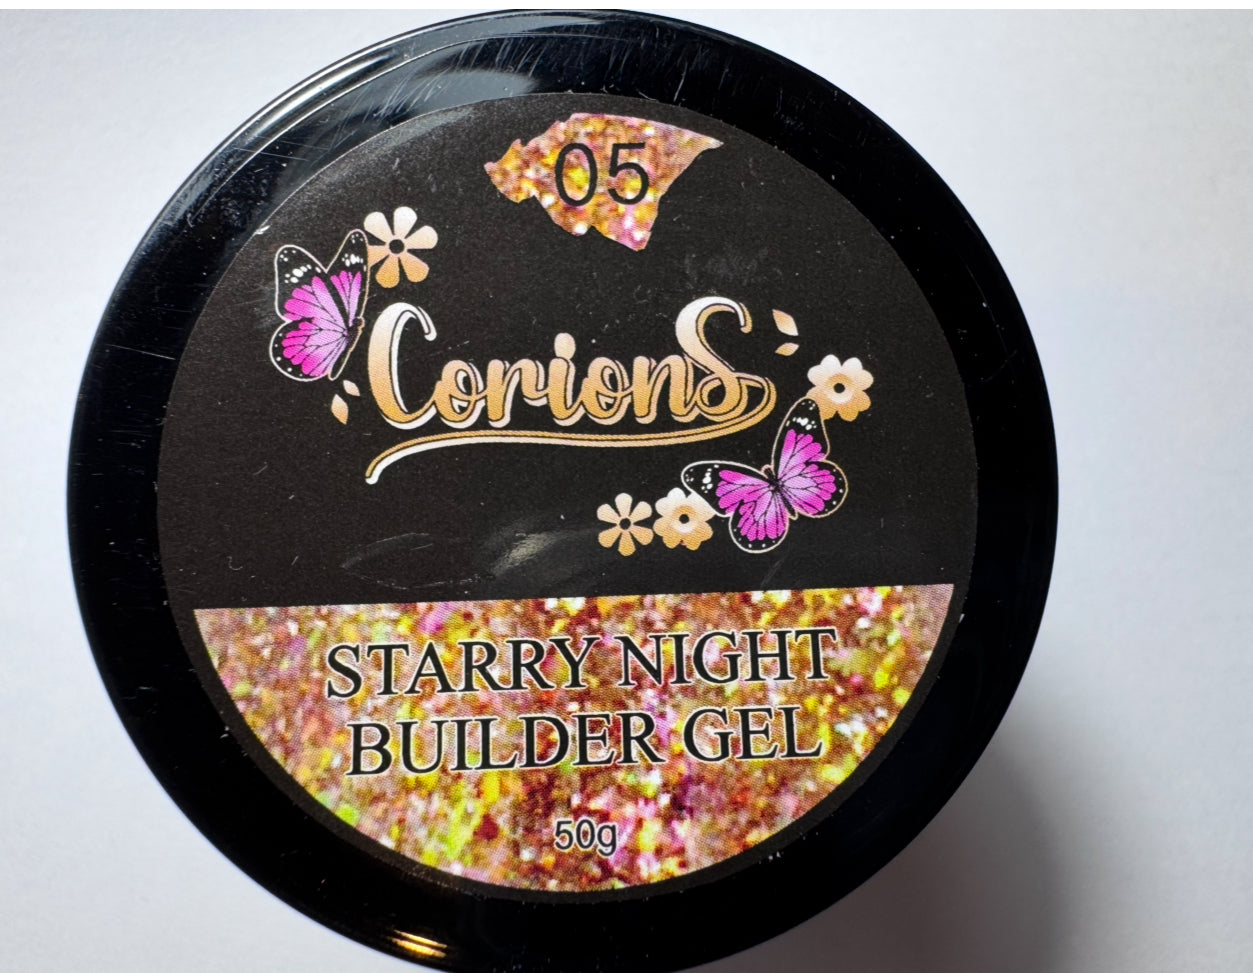 05
CorionS
STARRY NIGHT
BUILDER GEL
50g